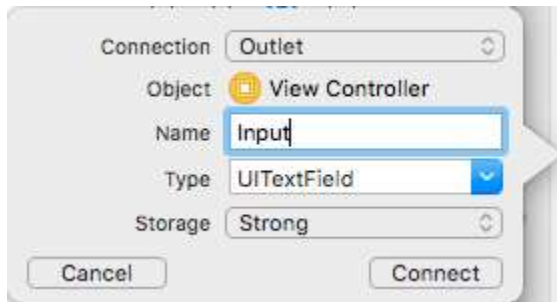 Connection Outlet
Object View Controller
Name Input
Type UITextField
Storage Strong
Cancel Connect